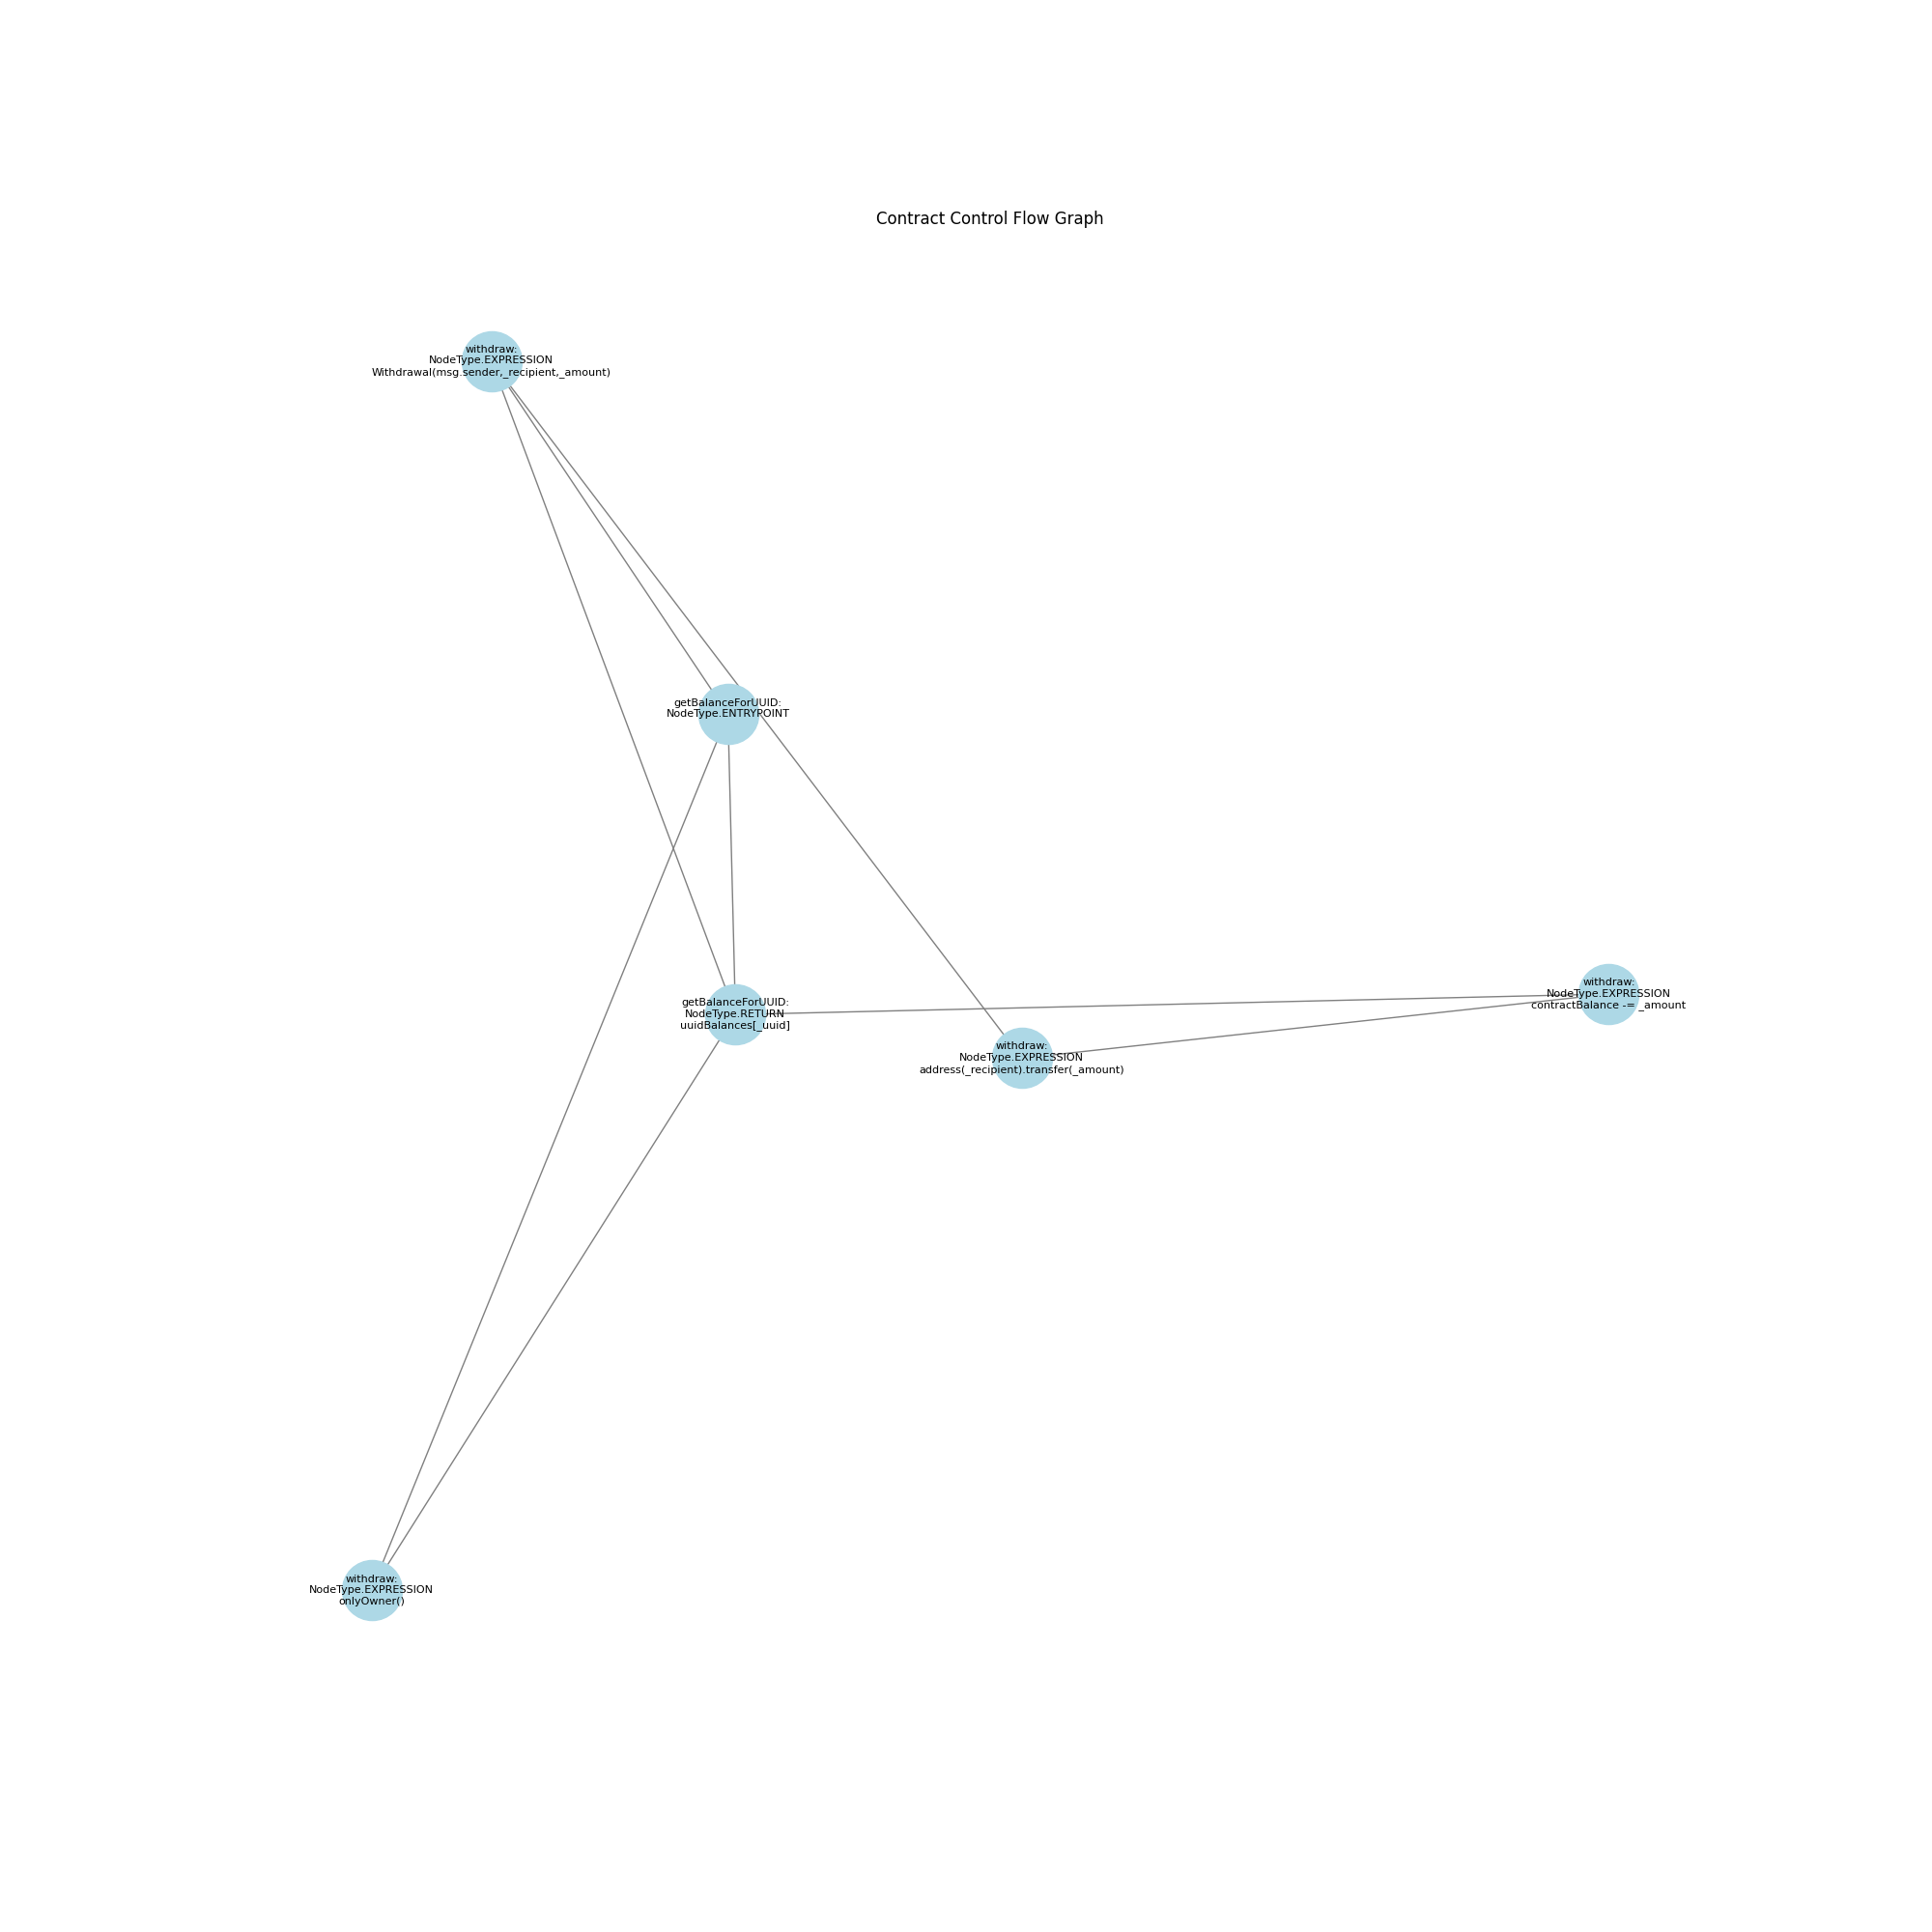 Contract Control Flow Graph
withdraw:
NodeType.EXPRESSION
Withdrawal(msg.sender,_recipient,_amount)
getBalanceForUUID:
NodeType.ENTRYPOINT
getBalanceForUUID:
NodeType.RETURN
uuidBalances[_uuid]
withdraw:
NodeType.EXPRESSION
contractBalance -= _amount
withdraw:
NodeType.EXPRESSION
address(_recipient).transfer(_amount)
withdraw:
NodeType.EXPRESSION
onlyOwner()